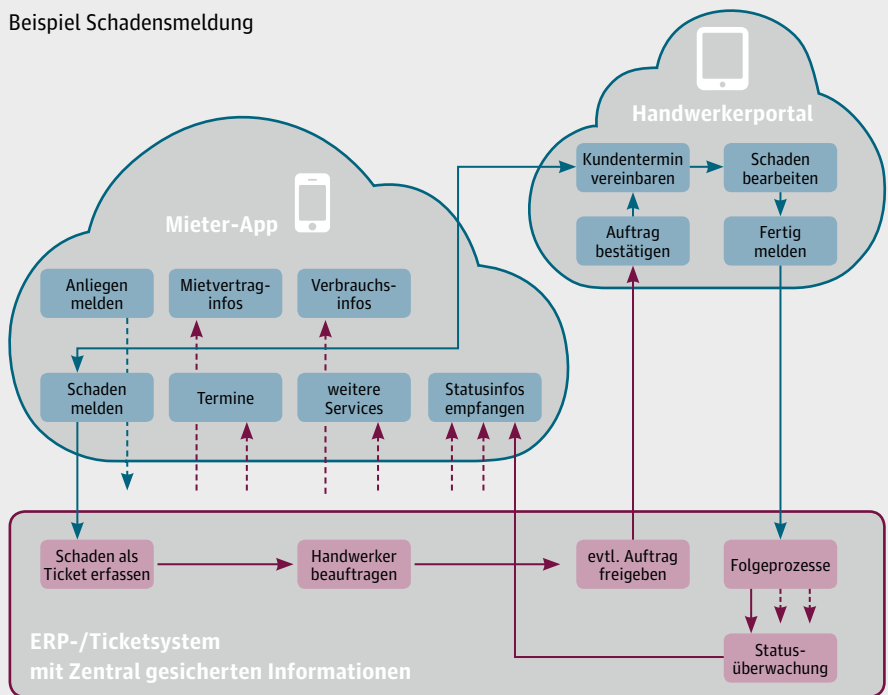 Beispiel Schadensmeldung
Handwerkerportal
Kundentermin
vereinbaren
Schaden
bearbeiten
Auftrag
bestätigen
Fertig
melden
Mieter-App
Anliegen
melden
Mietvertrag-
infos
Verbrauchs-
infos
Schaden
melden
Termine
weitere
Services
Statusinfos
empfangen
Schaden als
Ticket erfassen
Handwerker
beauftragen
evtl. Auftrag
freigeben
Folgeprozesse
Status-
überwachung
ERP-/Ticketsystem
mit Zentral gesicherten Informationen